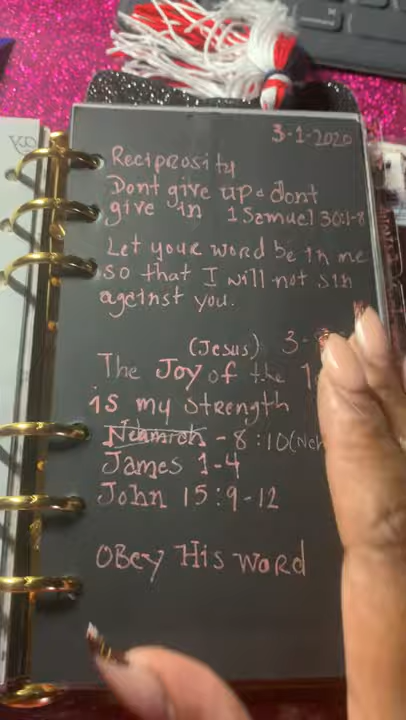 3-1-2020
Reciprosity
Dont give up & dont
give in 1 Samuel 30:1-8
Let your word be in me
so that I will not sin
against you.
(Jesus) 3-
The Joy of the
is my strength
- 8:10 (Neh
James 1-4
John 15:9-12
OBey His WORD